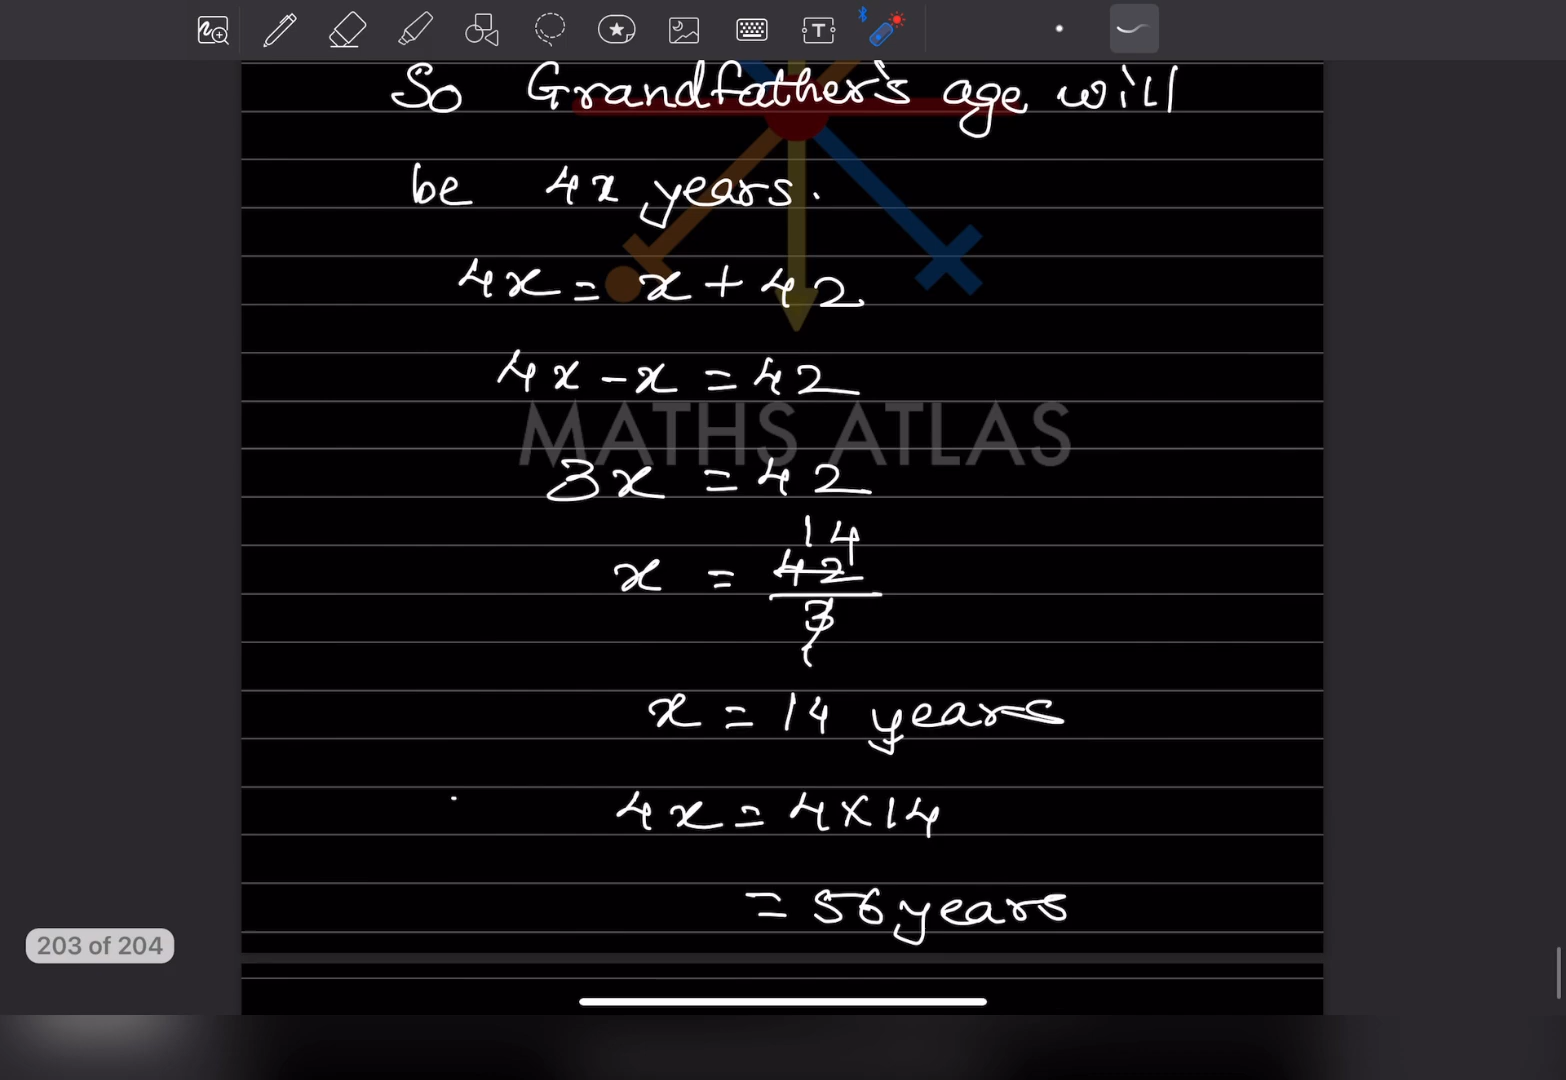 So Grandfather's age will
be 4x years.
4x = x + 42
4x - x = 42
MATHS ATLAS
3x = 42
14
x = 42
3
1
x = 14 years
4x = 4 × 14
= 56 years
203 of 204
T